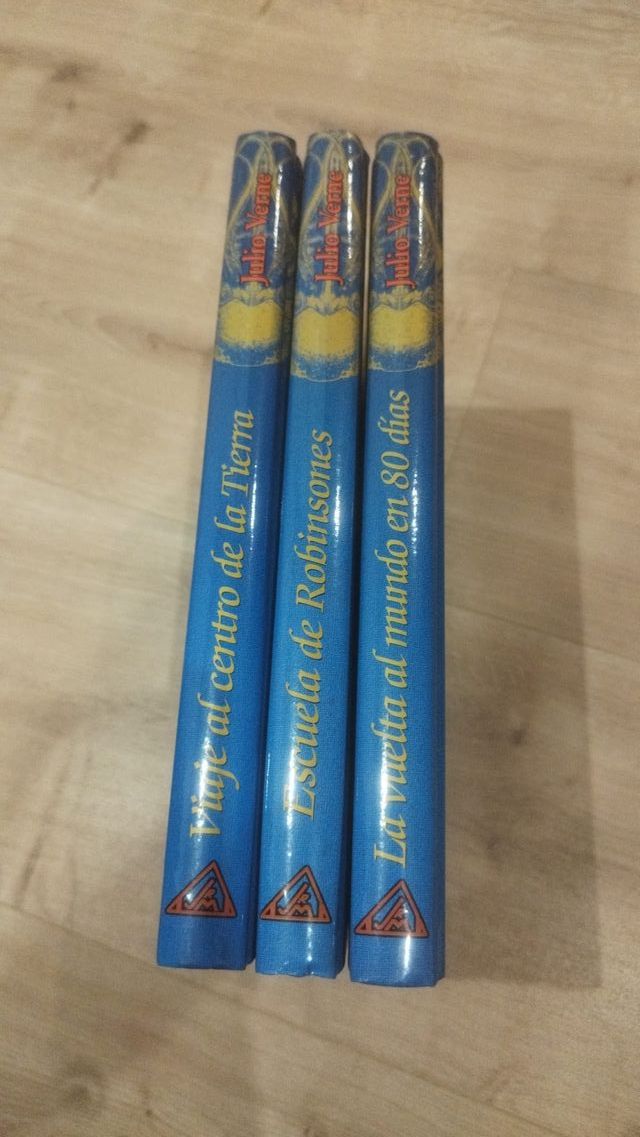 Julio Verne
Viaje al centro de la Tierra
Julio Verne
Escuela de Robinsones
Julio Verne
La vuelta al mundo en 80 días